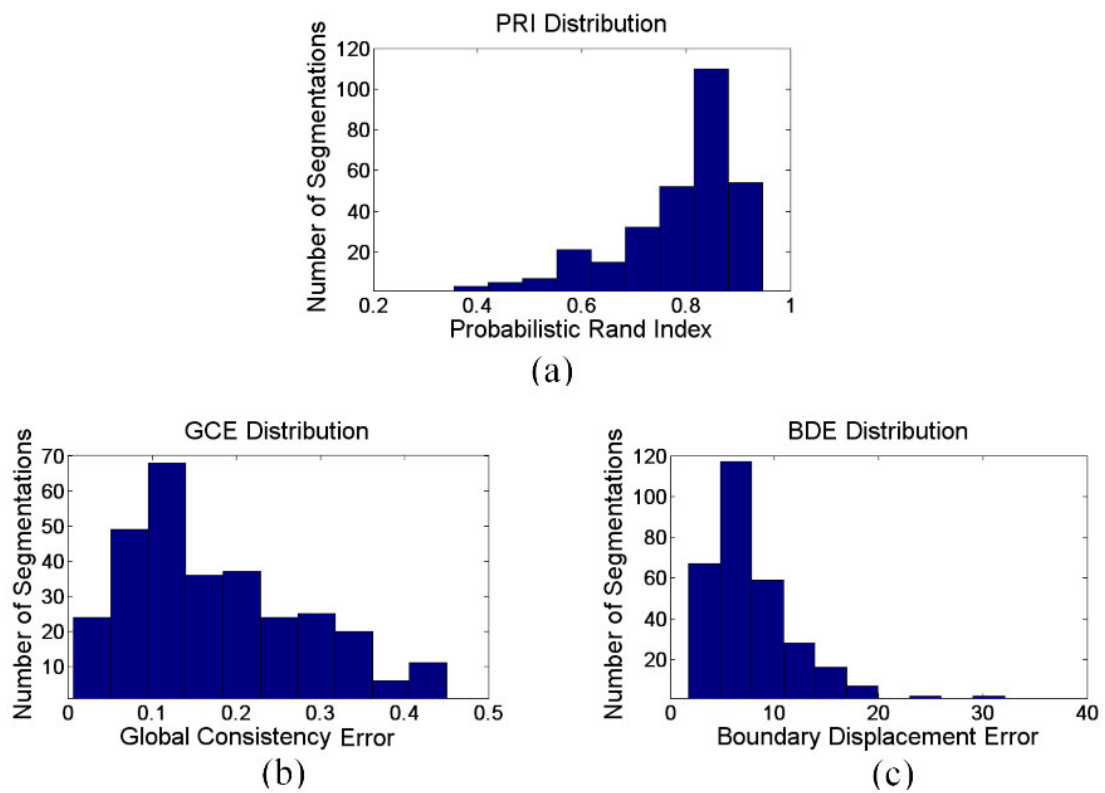 PRI Distribution
Number of Segmentations
120
100
80
60
40
20
0.2 0.4 0.6 0.8 1
Probabilistic Rand Index
(a)
GCE Distribution
Number of Segmentations
70
60
50
40
30
20
10
0 0.1 0.2 0.3 0.4 0.5
Global Consistency Error
(b)
BDE Distribution
Number of Segmentations
120
100
80
60
40
20
0 10 20 30 40
Boundary Displacement Error
(c)